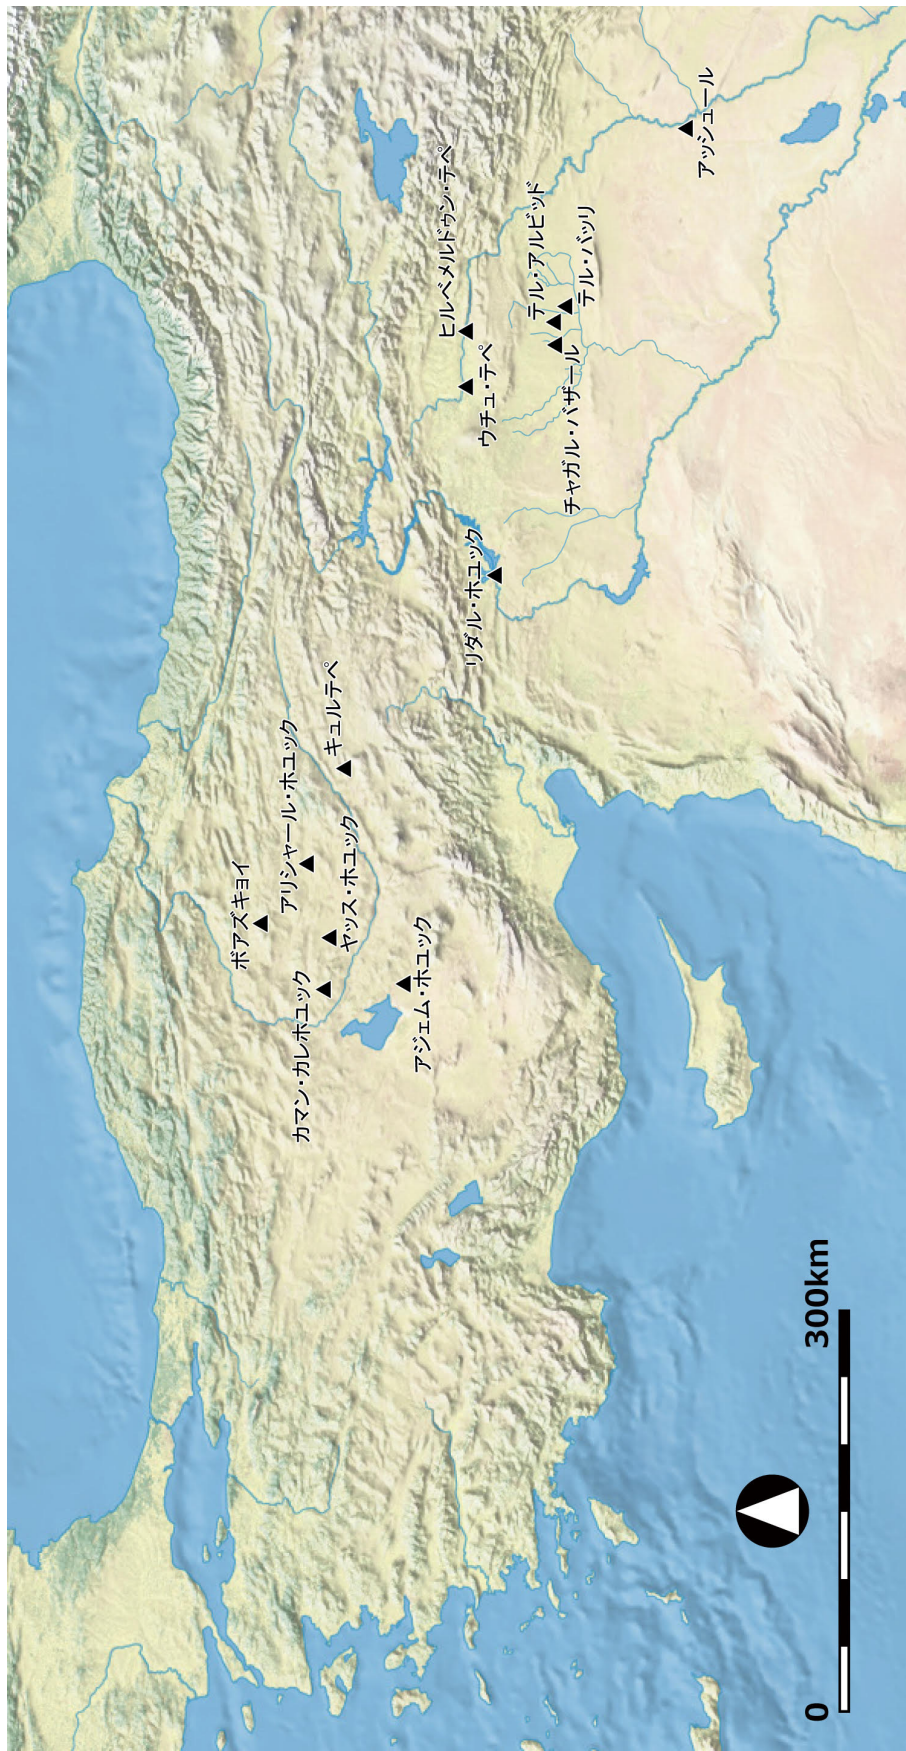 ボアズキョイ
アリシャール・ホユック
キュルテペ
カマン・カレホユック
ヤッス・ホユック
アジェム・ホユック
リダル・ホユック
ヒルベメルドゥン・テペ
ウチュ・テペ
テル・アルビッド
テル・バッリ
チャガル・バザール
アッシュール
0
300km